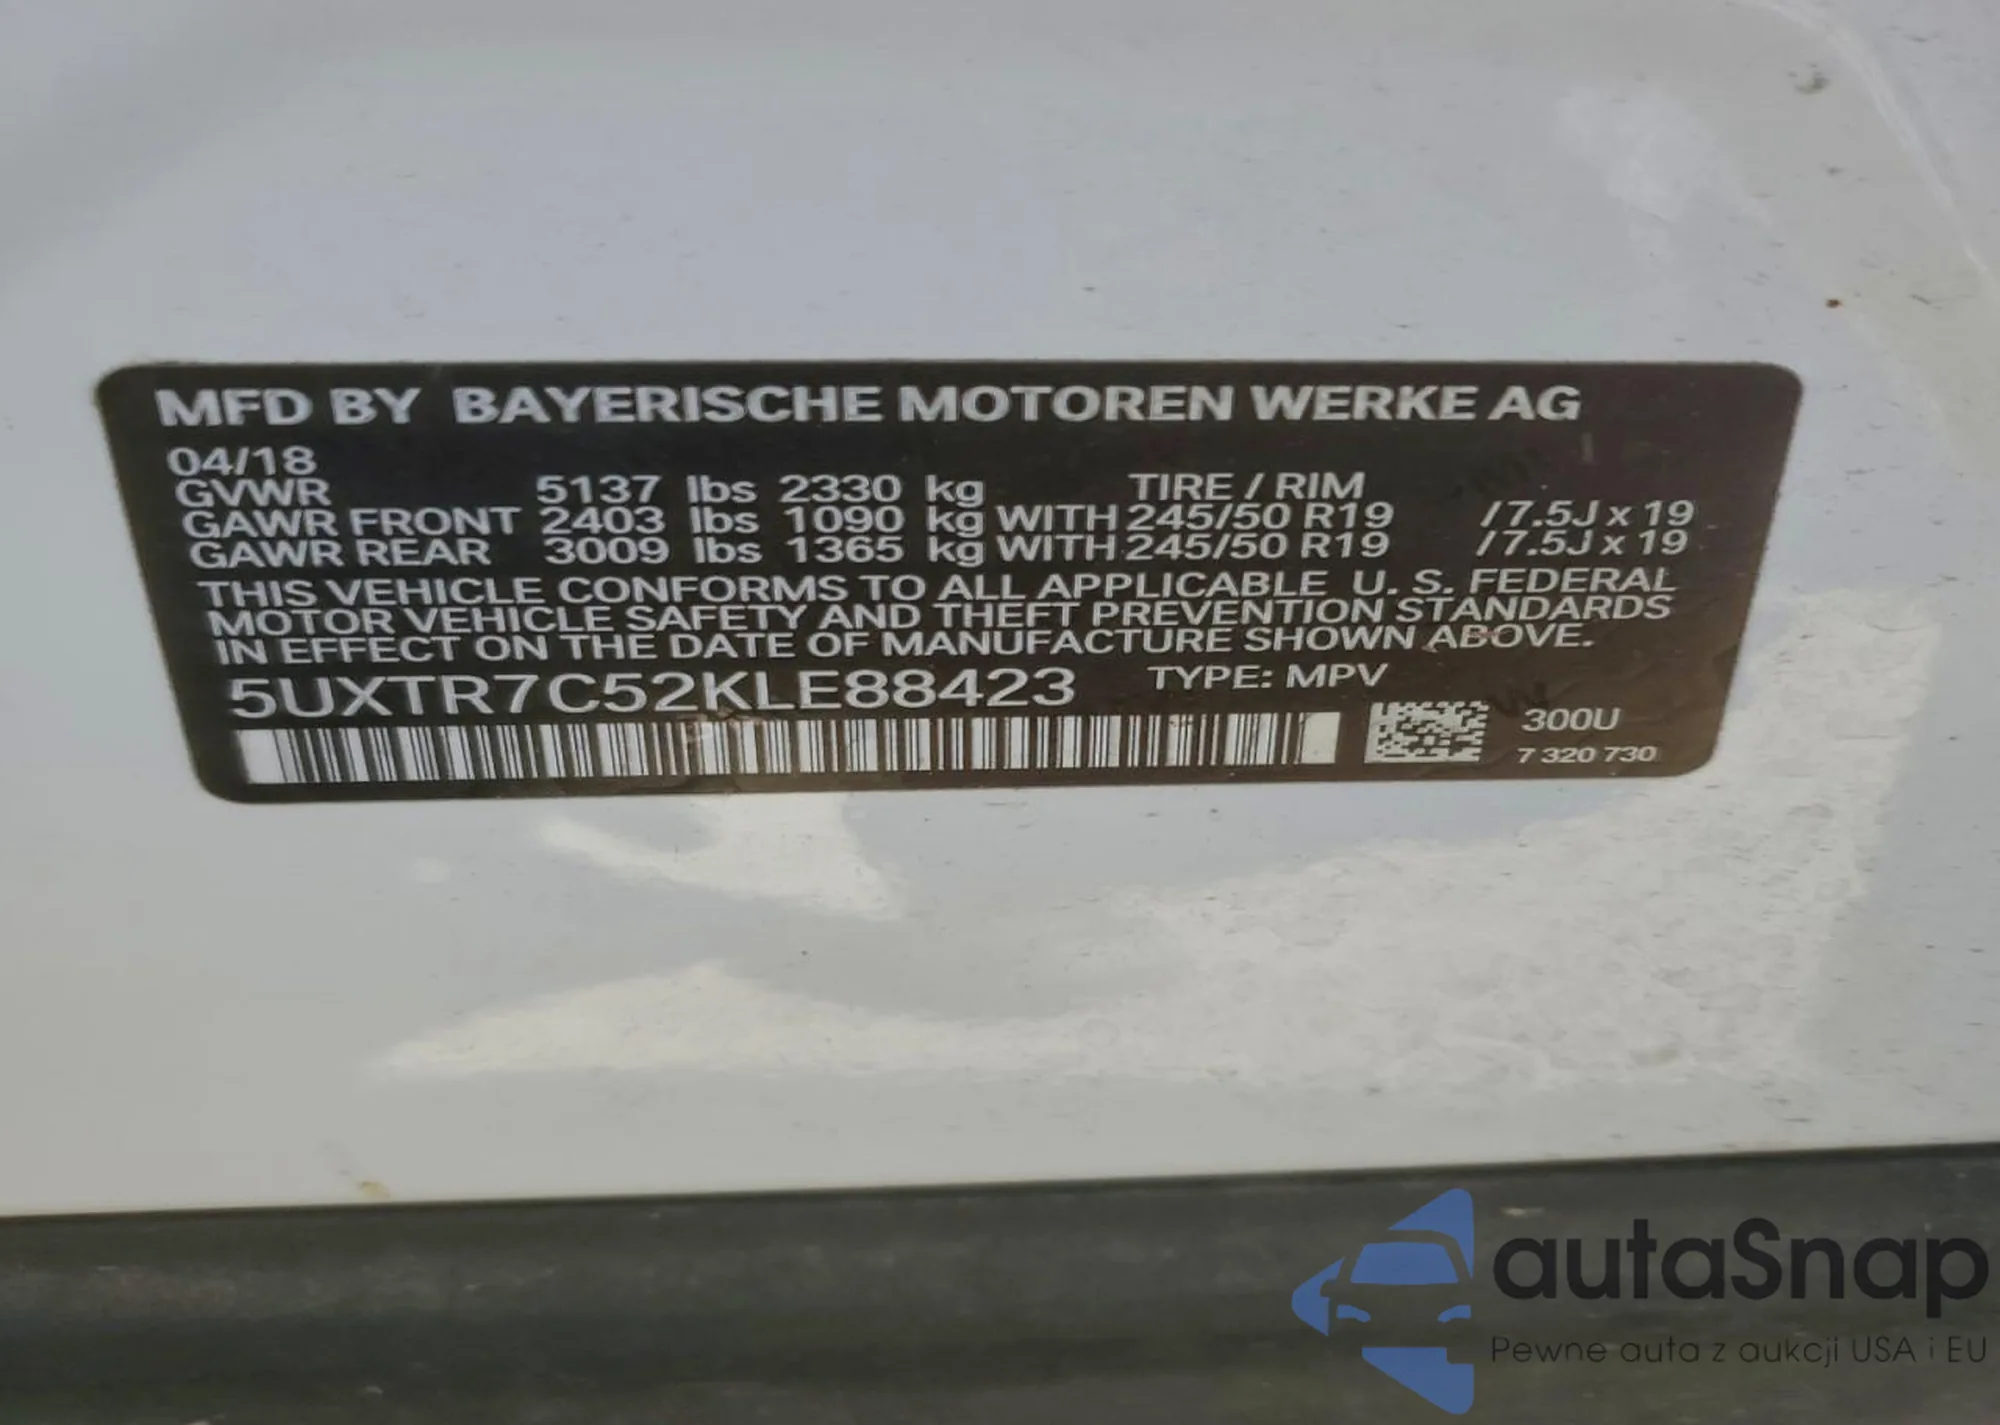 MFD BY BAYERISCHE MOTOREN WERKE AG
04/18
GVWR 5137 lbs 2330 kg TIRE / RIM
GAWR FRONT 2403 lbs 1090 kg WITH 245/50 R19 /7.5J x 19
GAWR REAR 3009 lbs 1365 kg WITH 245/50 R19 /7.5J x 19
THIS VEHICLE CONFORMS TO ALL APPLICABLE U. S. FEDERAL
MOTOR VEHICLE SAFETY AND THEFT PREVENTION STANDARDS
IN EFFECT ON THE DATE OF MANUFACTURE SHOWN ABOVE.
5UXTR7C52KLE88423 TYPE: MPV
300U
7 320 730
autaSnap
Pewne auta z aukcji USA i EU